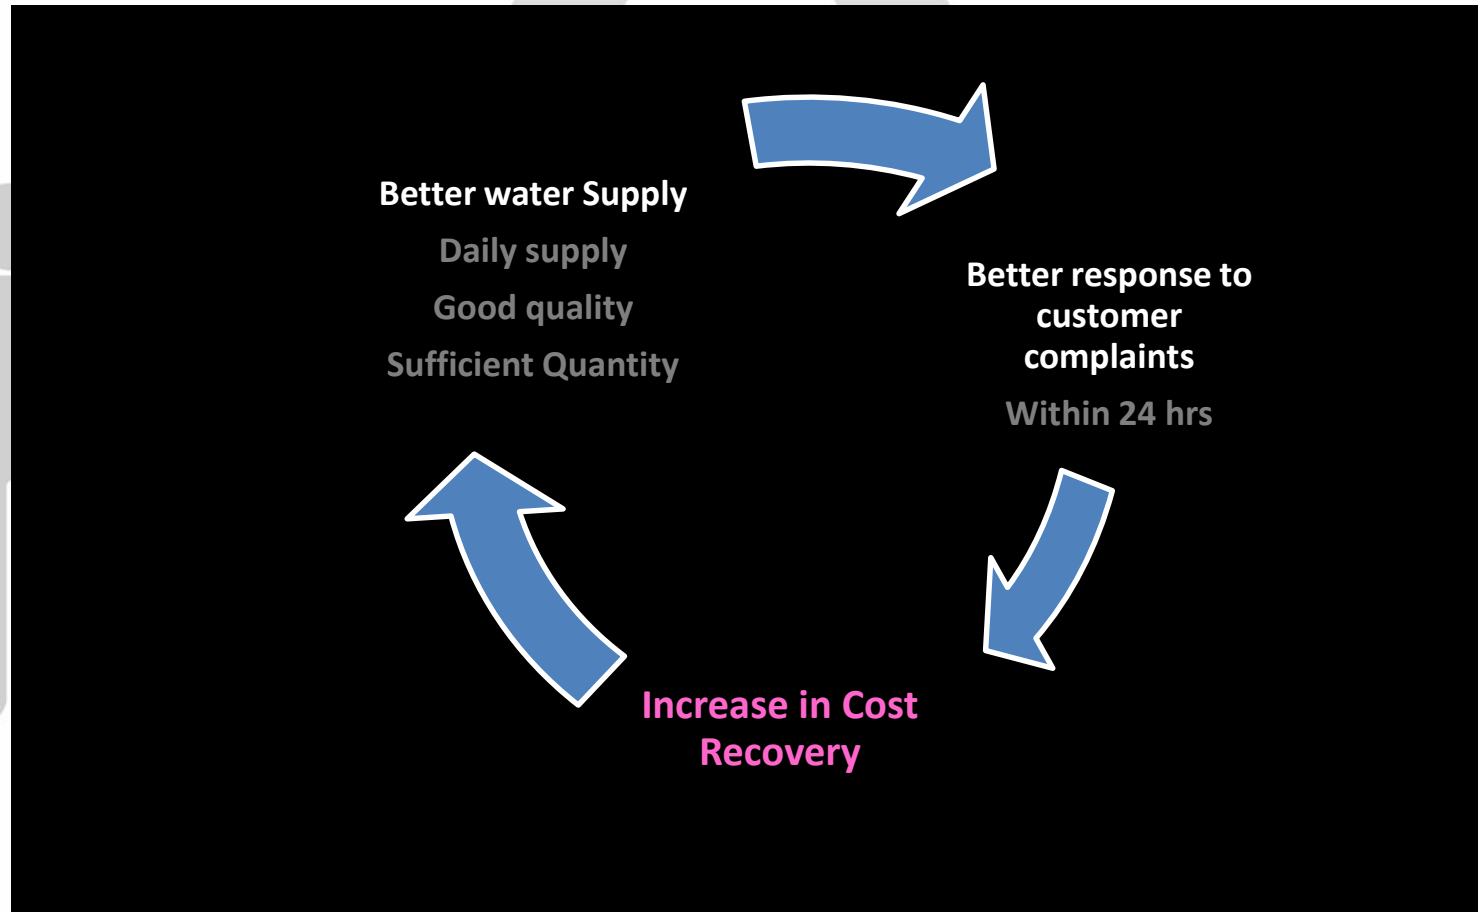 Better water Supply
Daily supply
Good quality
Sufficient Quantity
Better response to
customer
complaints
Within 24 hrs
Increase in Cost
Recovery